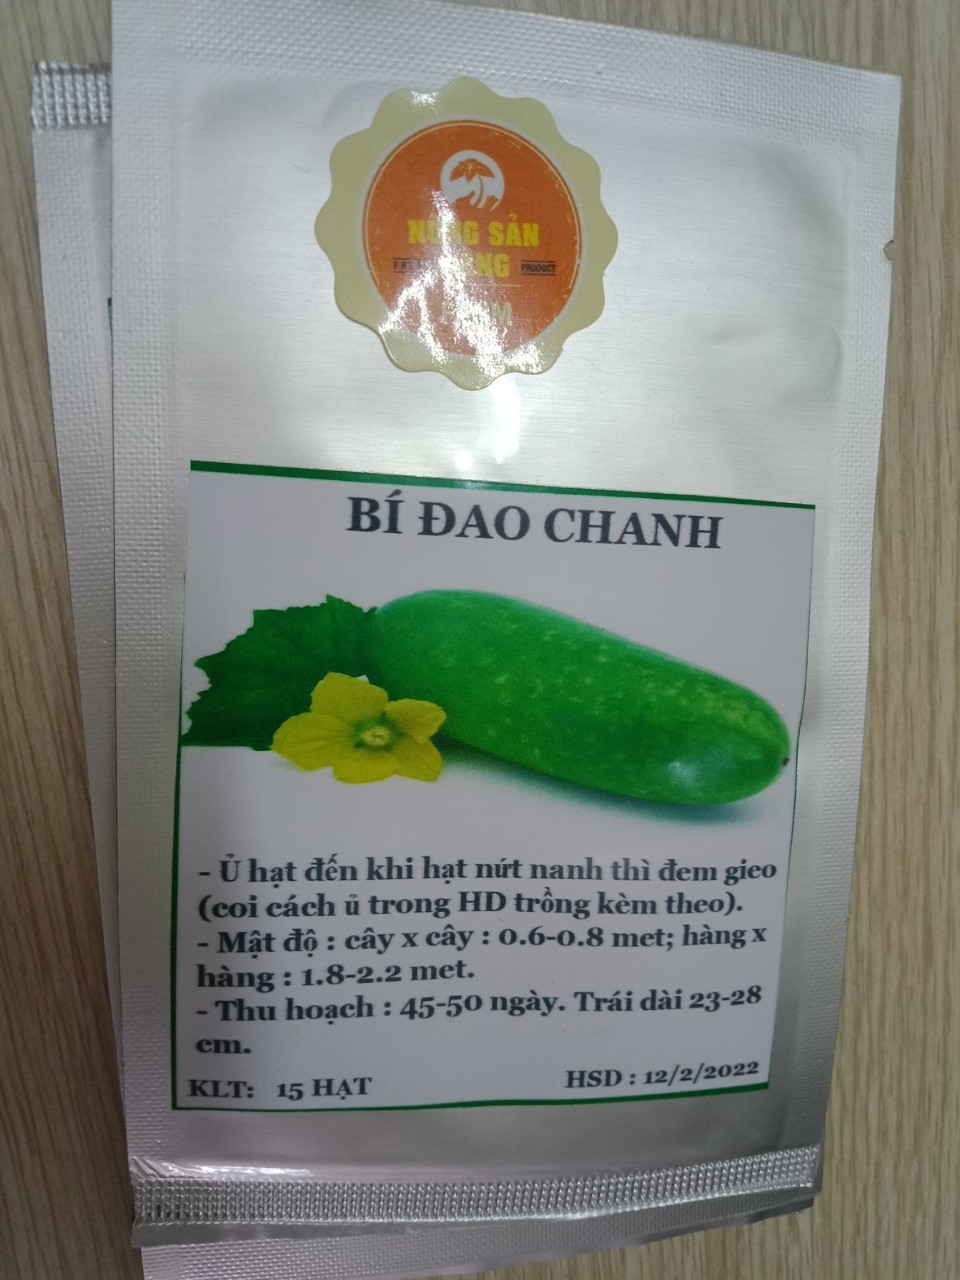 SẢN
PRODUCT
BÍ ĐAO CHANH
- Ủ hạt đến khi hạt nứt nanh thì đem gieo
(coi cách ủ trong HD trồng kèm theo).
- Mật độ : cây x cây : 0.6-0.8 met; hàng x
hàng : 1.8-2.2 met.
- Thu hoạch : 45-50 ngày. Trái dài 23-28
cm.
KLT: 15 HẠT
HSD : 12/2/2022